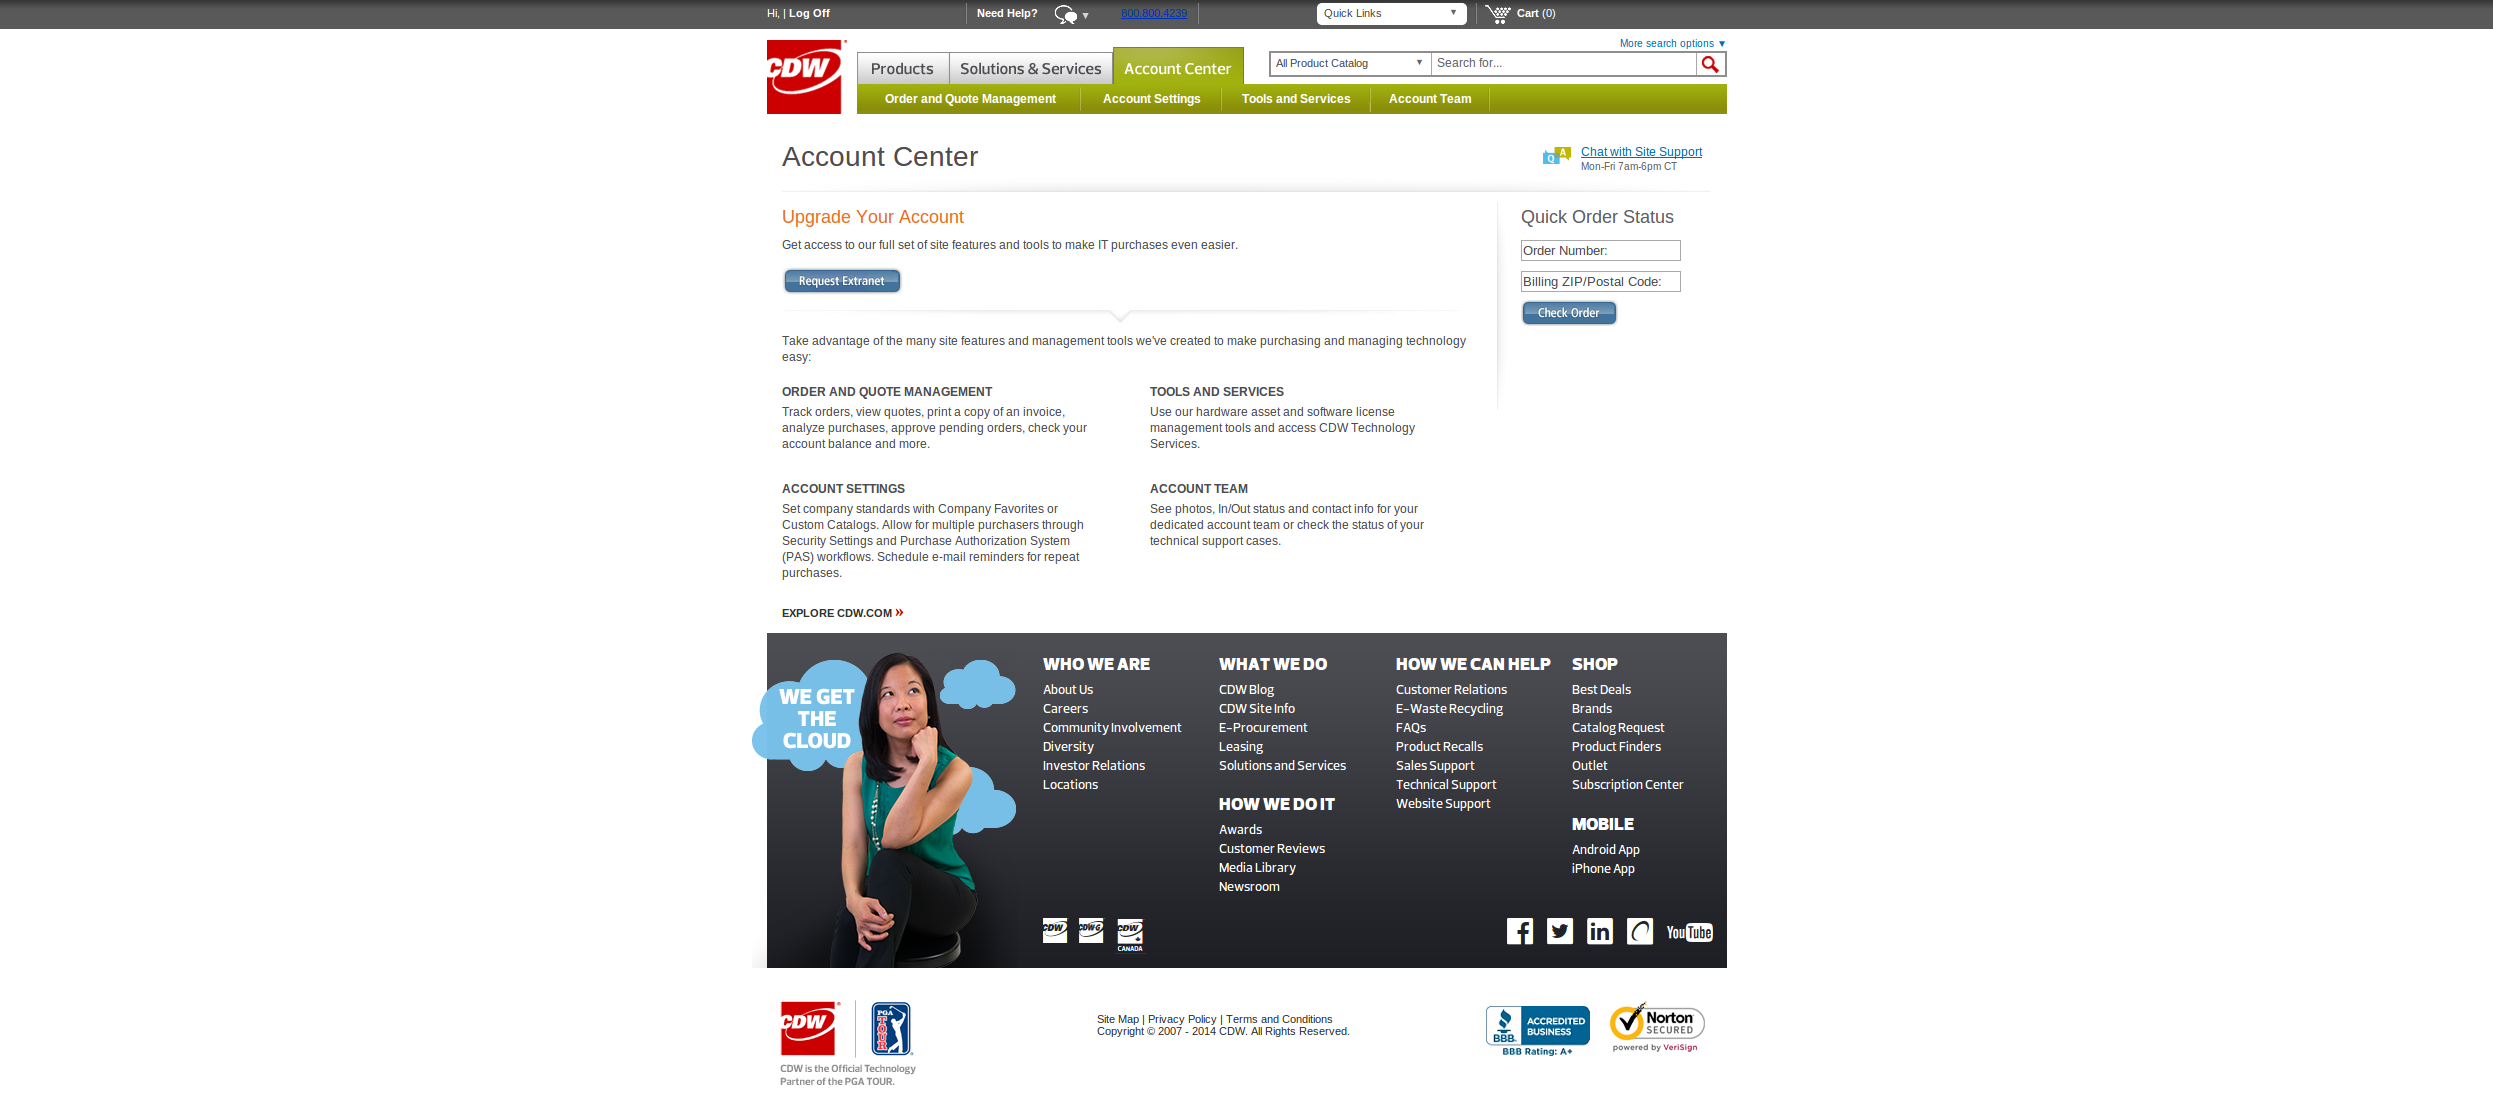 Hi, | Log Off
Need Help? ▼
800.800.4239
Quick Links ▼
Cart (0)
More search options ▼
CDW
Products
Solutions & Services
Account Center
All Product Catalog ▼
Search for...
Order and Quote Management
Account Settings
Tools and Services
Account Team
Account Center
Q A
Chat with Site Support
Mon-Fri 7am-6pm CT
Upgrade Your Account
Get access to our full set of site features and tools to make IT purchases even easier.
Request Extranet
Quick Order Status
Order Number:
Billing ZIP/Postal Code:
Check Order
Take advantage of the many site features and management tools we've created to make purchasing and managing technology
easy:
ORDER AND QUOTE MANAGEMENT
Track orders, view quotes, print a copy of an invoice,
analyze purchases, approve pending orders, check your
account balance and more.
TOOLS AND SERVICES
Use our hardware asset and software license
management tools and access CDW Technology
Services.
ACCOUNT SETTINGS
Set company standards with Company Favorites or
Custom Catalogs. Allow for multiple purchasers through
Security Settings and Purchase Authorization System
(PAS) workflows. Schedule e-mail reminders for repeat
purchases.
ACCOUNT TEAM
See photos, In/Out status and contact info for your
dedicated account team or check the status of your
technical support cases.
EXPLORE CDW.COM »
WE GET
THE
CLOUD
WHO WE ARE
About Us
Careers
Community Involvement
Diversity
Investor Relations
Locations
WHAT WE DO
CDW Blog
CDW Site Info
E-Procurement
Leasing
Solutions and Services
HOW WE DO IT
Awards
Customer Reviews
Media Library
Newsroom
HOW WE CAN HELP
Customer Relations
E-Waste Recycling
FAQs
Product Recalls
Sales Support
Technical Support
Website Support
SHOP
Best Deals
Brands
Catalog Request
Product Finders
Outlet
Subscription Center
MOBILE
Android App
iPhone App
CDW
CDW·G
CDW
CANADA
f
in
YouTube
CDW
PGA
TOUR
CDW is the Official Technology
Partner of the PGA TOUR.
Site Map | Privacy Policy | Terms and Conditions
Copyright © 2007 - 2014 CDW. All Rights Reserved.
BBB
ACCREDITED
BUSINESS
BBB Rating: A+
Norton
SECURED
powered by VeriSign